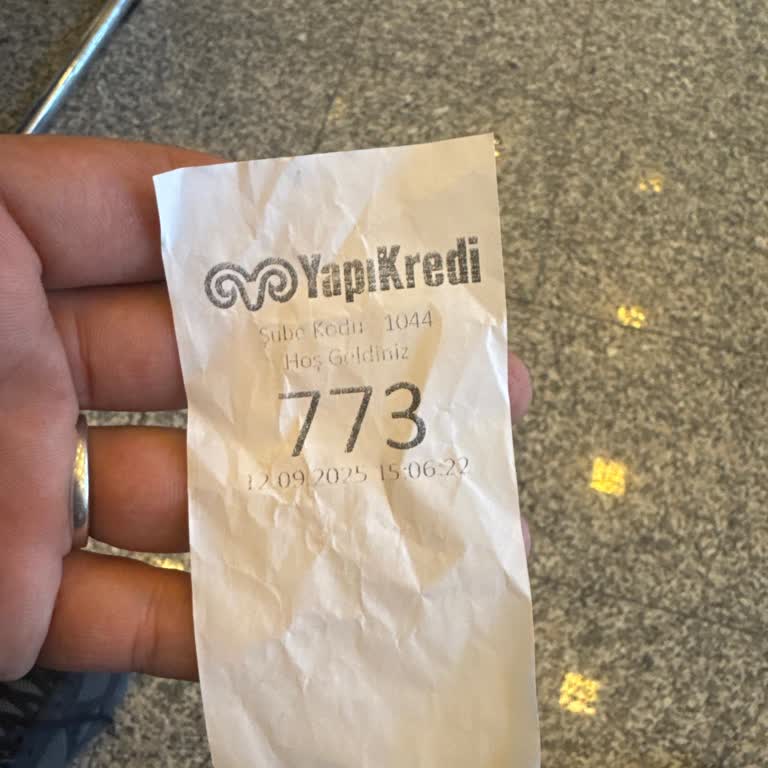 YapıKredi
Şube Kodu 1044
Hoş Geldiniz
773
12.09.2025 15:06:22